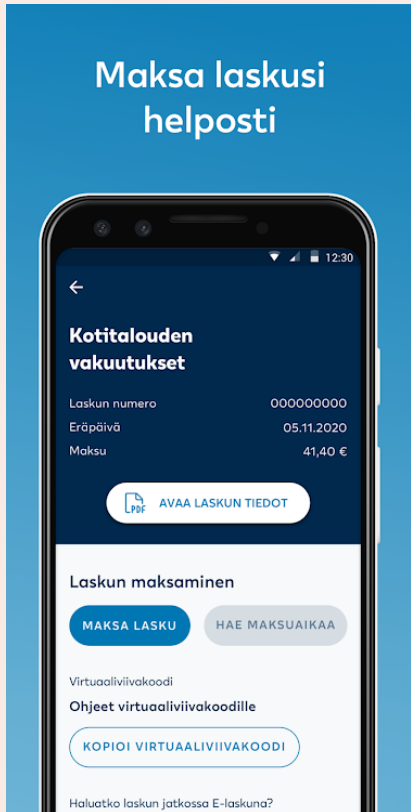 Maksa laskusi
helposti
12:30
Kotitalouden
vakuutukset
Laskun numero 000000000
Eräpäivä 05.11.2020
Maksu 41,40 €
PDF AVAA LASKUN TIEDOT
Laskun maksaminen
MAKSA LASKU HAE MAKSUAIKAA
Virtuaaliviivakoodi
Ohjeet virtuaaliviivakoodille
KOPIOI VIRTUAALIVIIVAKOODI
Haluatko laskun jatkossa E-laskuna?